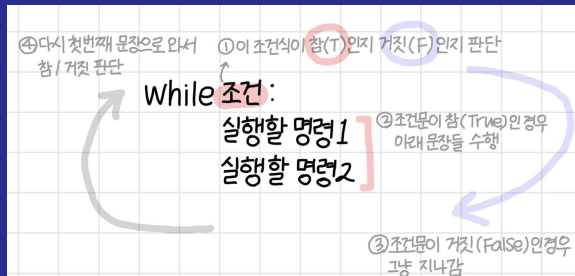 ④다시 첫번째 문장으로 와서
참 / 거짓 판단
①이 조건식이 참(T)인지 거짓(F)인지 판단
While 조건 :
실행할 명령1
실행할 명령2
②조건문이 참(True)인 경우
아래 문장들 수행
③조건문이 거짓(False)인경우
그냥 지나감